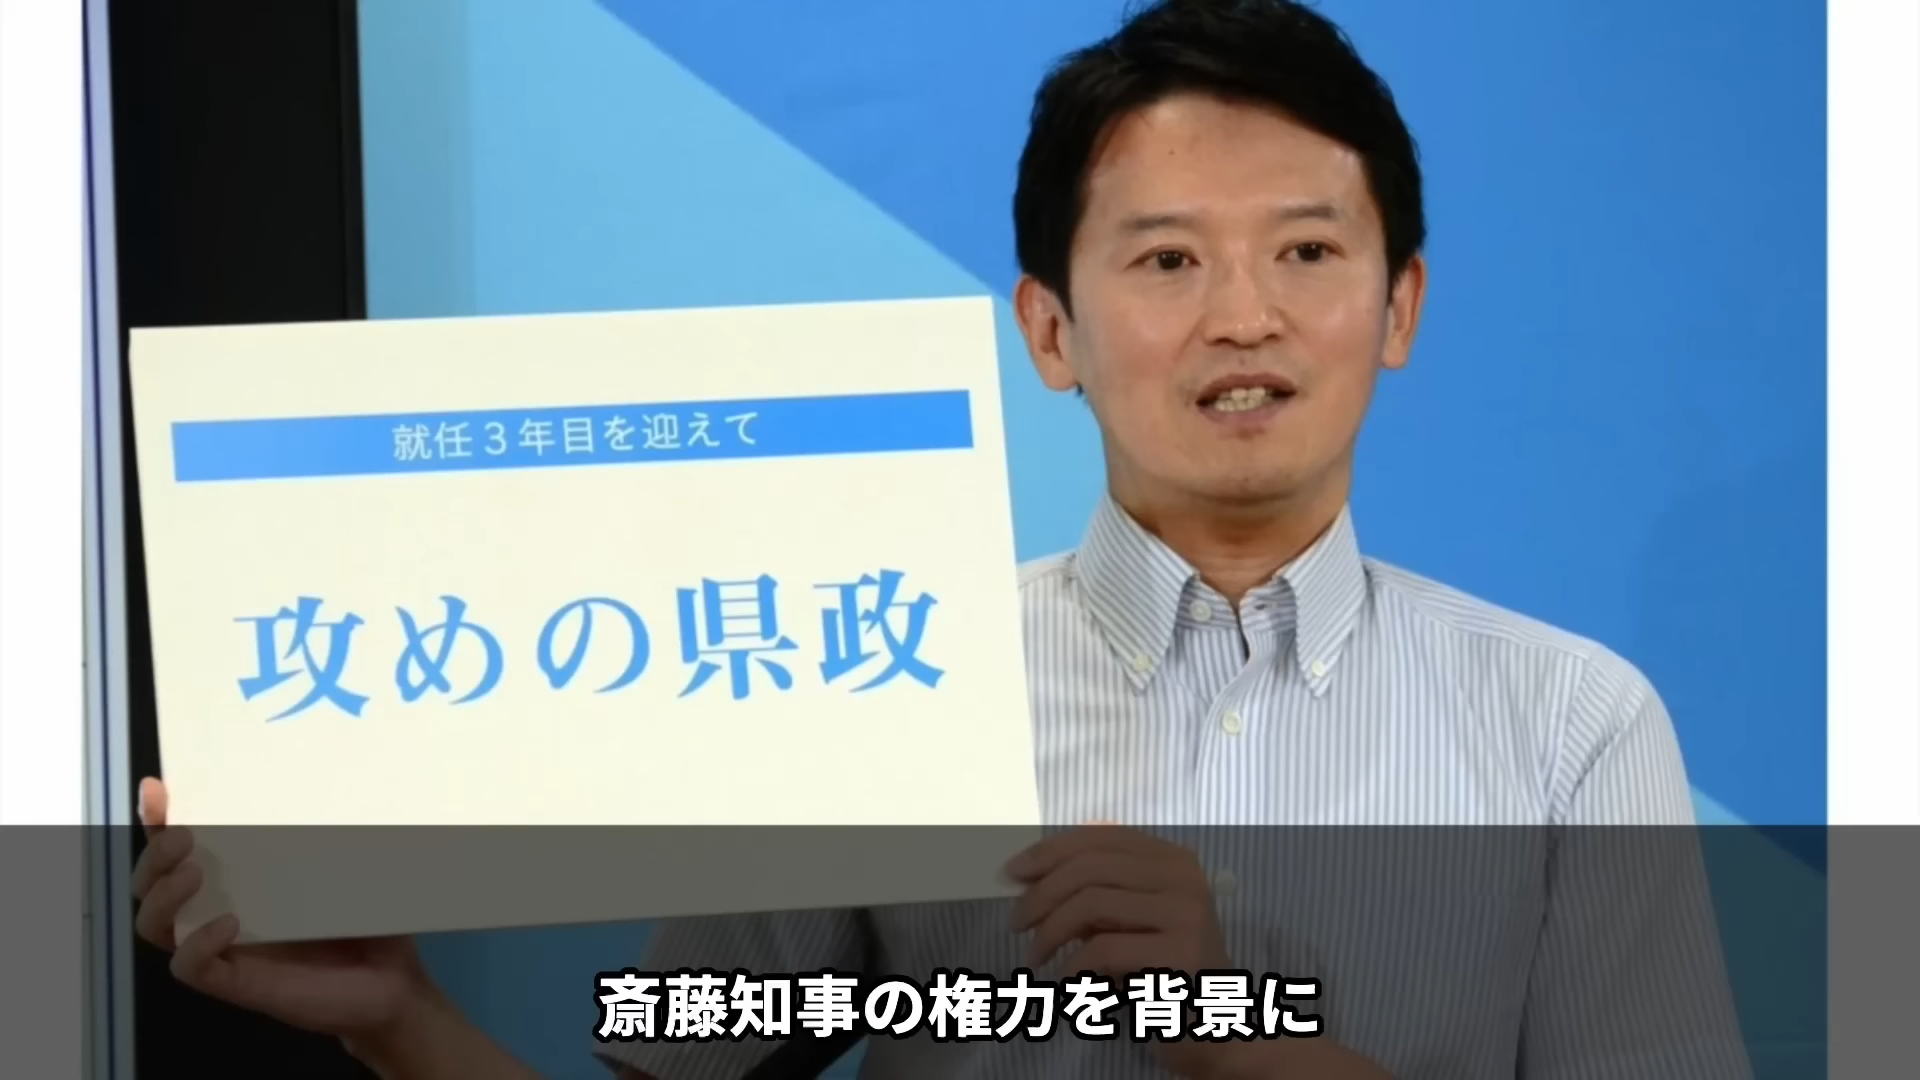 就任3年目を迎えて
攻めの県政
斎藤知事の権力を背景に